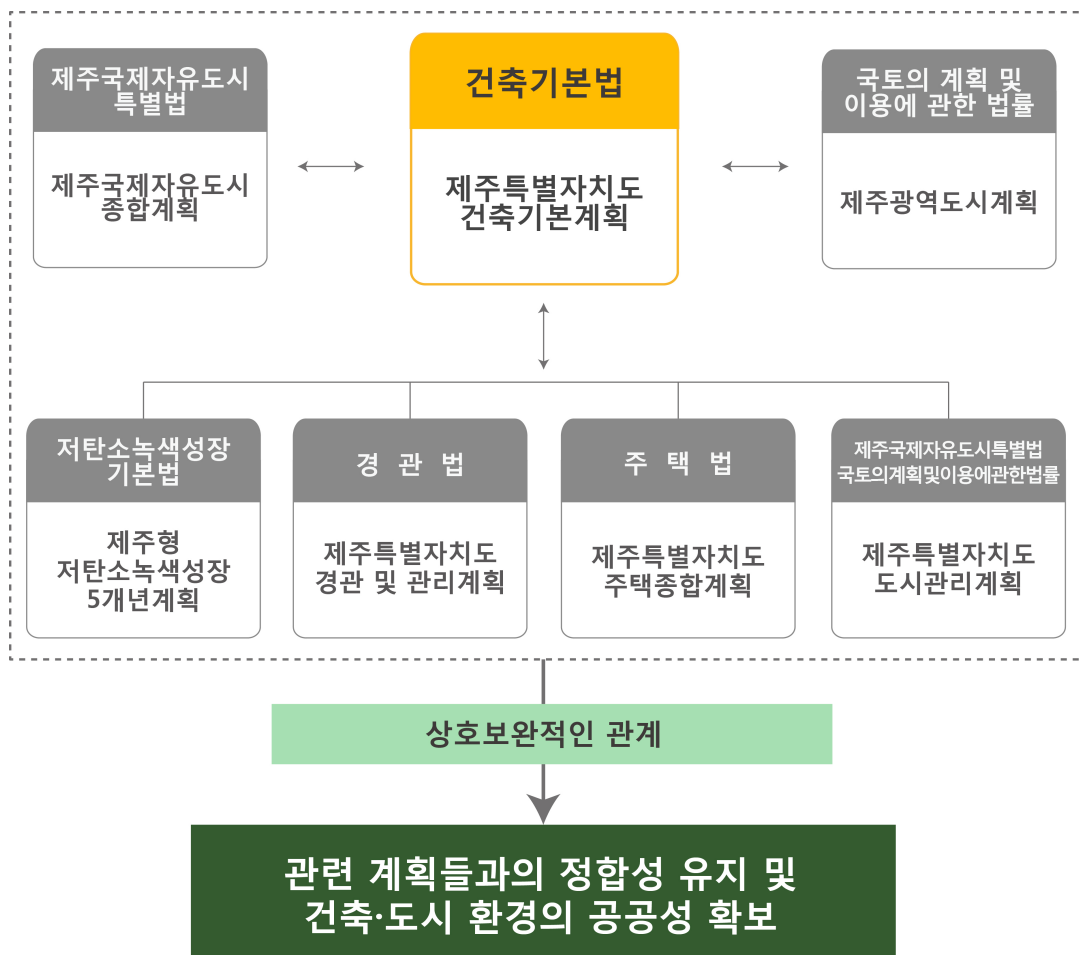 제주국제자유도시
특별법
제주국제자유도시
종합계획
건축기본법
제주특별자치도
건축기본계획
국토의 계획 및
이용에 관한 법률
제주광역도시계획
저탄소녹색성장
기본법
제주형
저탄소녹색성장
5개년계획
경 관 법
제주특별자치도
경관 및 관리계획
주 택 법
제주특별자치도
주택종합계획
제주국제자유도시특별법
국토의계획및이용에관한법률
제주특별자치도
도시관리계획
상호보완적인 관계
관련 계획들과의 정합성 유지 및
건축·도시 환경의 공공성 확보